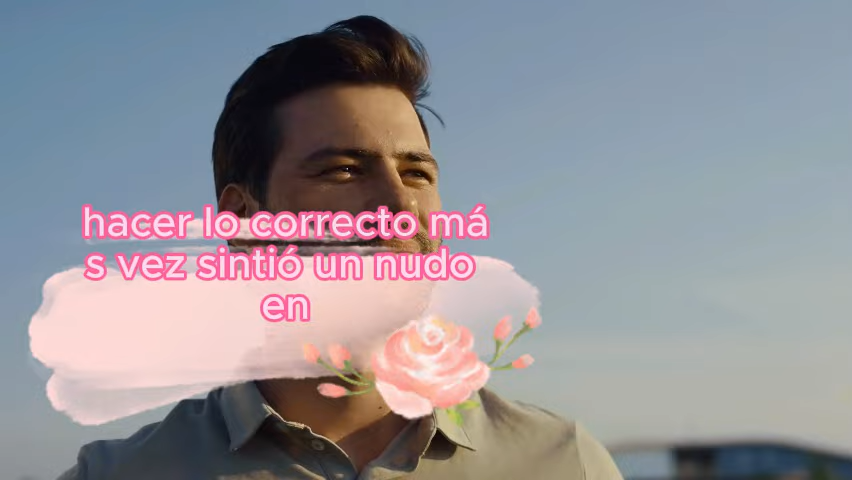 hacer lo correcto má
s vez sintió un nudo
en